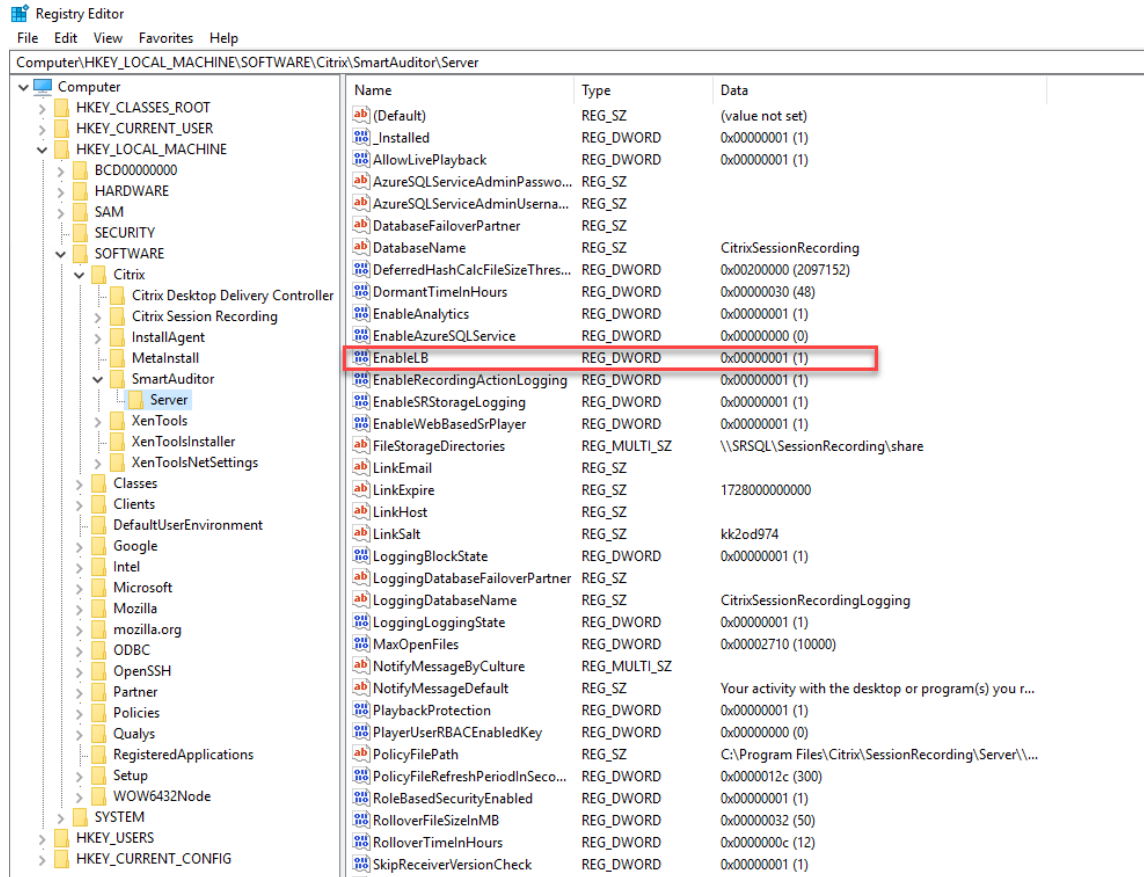 Registry Editor
File Edit View Favorites Help
Computer\HKEY_LOCAL_MACHINE\SOFTWARE\Citrix\SmartAuditor\Server
Computer
HKEY_CLASSES_ROOT
HKEY_CURRENT_USER
HKEY_LOCAL_MACHINE
BCD00000000
HARDWARE
SAM
SECURITY
SOFTWARE
Citrix
Citrix Desktop Delivery Controller
Citrix Session Recording
InstallAgent
MetaInstall
SmartAuditor
Server
XenTools
XenToolsInstaller
XenToolsNetSettings
Classes
Clients
DefaultUserEnvironment
Google
Intel
Microsoft
Mozilla
mozilla.org
ODBC
OpenSSH
Partner
Policies
Qualys
RegisteredApplications
Setup
WOW6432Node
SYSTEM
HKEY_USERS
HKEY_CURRENT_CONFIG
Name Type Data
(Default) REG_SZ (value not set)
_Installed REG_DWORD 0x00000001 (1)
AllowLivePlayback REG_DWORD 0x00000001 (1)
AzureSQLServiceAdminPasswo... REG_SZ
AzureSQLServiceAdminUserna... REG_SZ
DatabaseFailoverPartner REG_SZ
DatabaseName REG_SZ CitrixSessionRecording
DeferredHashCalcFileSizeThres... REG_DWORD 0x00200000 (2097152)
DormantTimeInHours REG_DWORD 0x00000030 (48)
EnableAnalytics REG_DWORD 0x00000001 (1)
EnableAzureSQLService REG_DWORD 0x00000000 (0)
EnableLB REG_DWORD 0x00000001 (1)
EnableRecordingActionLogging REG_DWORD 0x00000001 (1)
EnableSRStorageLogging REG_DWORD 0x00000001 (1)
EnableWebBasedSrPlayer REG_DWORD 0x00000001 (1)
FileStorageDirectories REG_MULTI_SZ \\SRSQL\SessionRecording\share
LinkEmail REG_SZ
LinkExpire REG_SZ 1728000000000
LinkHost REG_SZ
LinkSalt REG_SZ kk2od974
LoggingBlockState REG_DWORD 0x00000001 (1)
LoggingDatabaseFailoverPartner REG_SZ
LoggingDatabaseName REG_SZ CitrixSessionRecordingLogging
LoggingLoggingState REG_DWORD 0x00000001 (1)
MaxOpenFiles REG_DWORD 0x00002710 (10000)
NotifyMessageByCulture REG_MULTI_SZ
NotifyMessageDefault REG_SZ Your activity with the desktop or program(s) you r...
PlaybackProtection REG_DWORD 0x00000001 (1)
PlayerUserRBACEnabledKey REG_DWORD 0x00000000 (0)
PolicyFilePath REG_SZ C:\Program Files\Citrix\SessionRecording\Server\\...
PolicyFileRefreshPeriodInSeco... REG_DWORD 0x0000012c (300)
RoleBasedSecurityEnabled REG_DWORD 0x00000001 (1)
RolloverFileSizeInMB REG_DWORD 0x00000032 (50)
RolloverTimeInHours REG_DWORD 0x0000000c (12)
SkipReceiverVersionCheck REG_DWORD 0x00000001 (1)